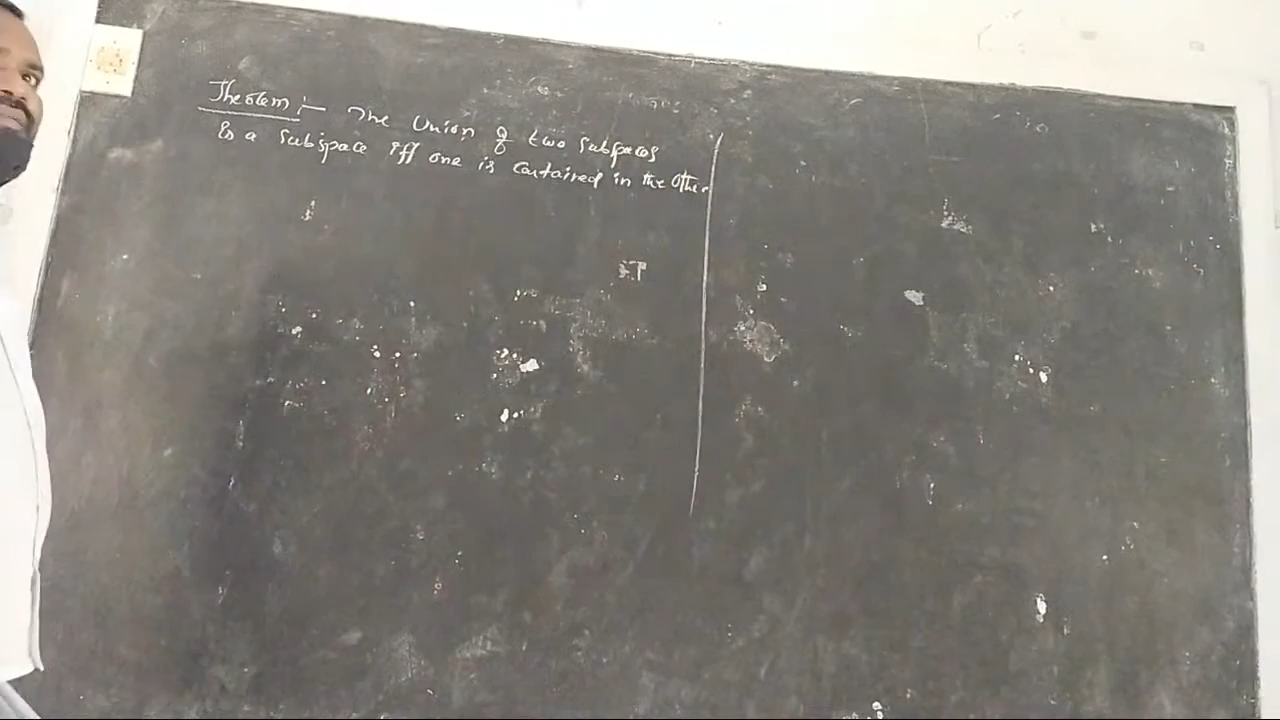 Theorem :- The Union of two Subspaces
is a Subspace iff one is Contained in the Other